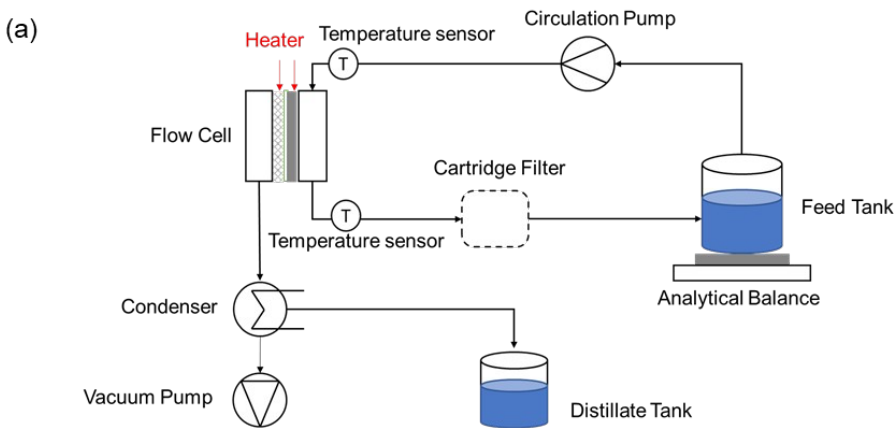 (a)
Circulation Pump
Temperature sensor
Heater
T
Flow Cell
Cartridge Filter
Feed Tank
T
Temperature sensor
Analytical Balance
Condenser
Vacuum Pump
Distillate Tank